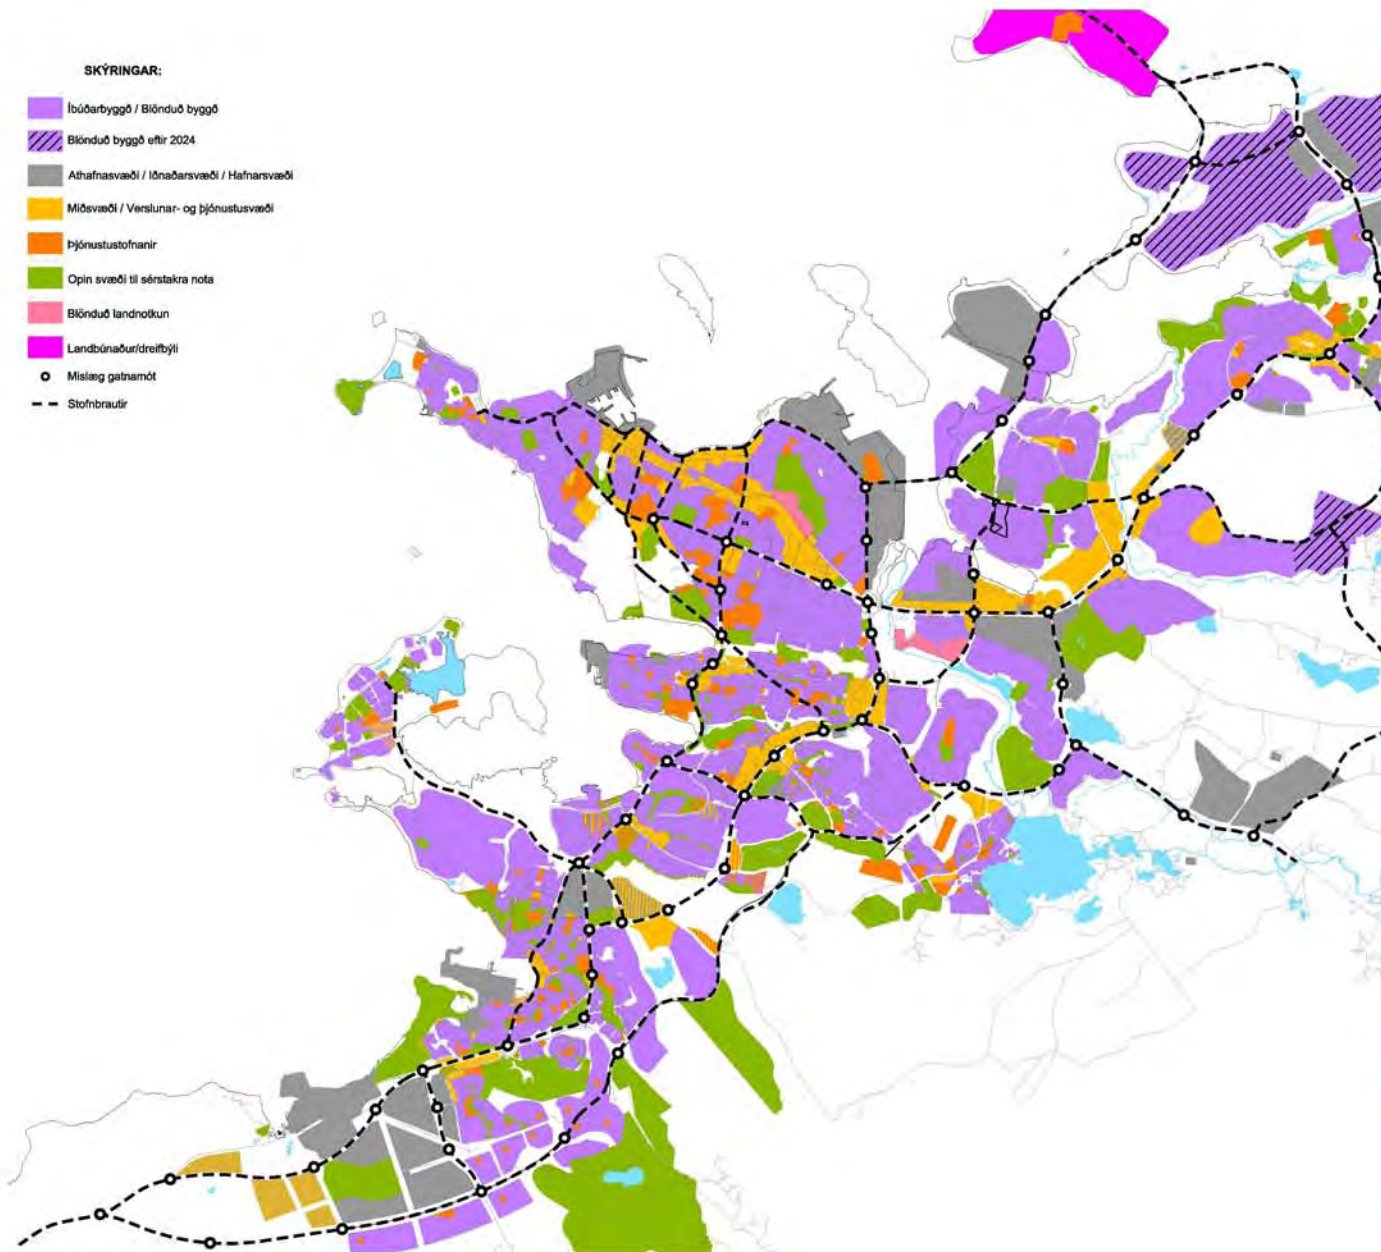 SKÝRINGAR:
Íbúðarbyggð / Blönduð byggð
Blönduð byggð eftir 2024
Athafnasvæði / Iðnaðarsvæði / Hafnarsvæði
Miðsvæði / Verslunar- og þjónustusvæði
Þjónustustofnanir
Opin svæði til sérstakra nota
Blönduð landnotkun
Landbúnaður/dreifbýli
Mislæg gatnamót
Stofnbrautir